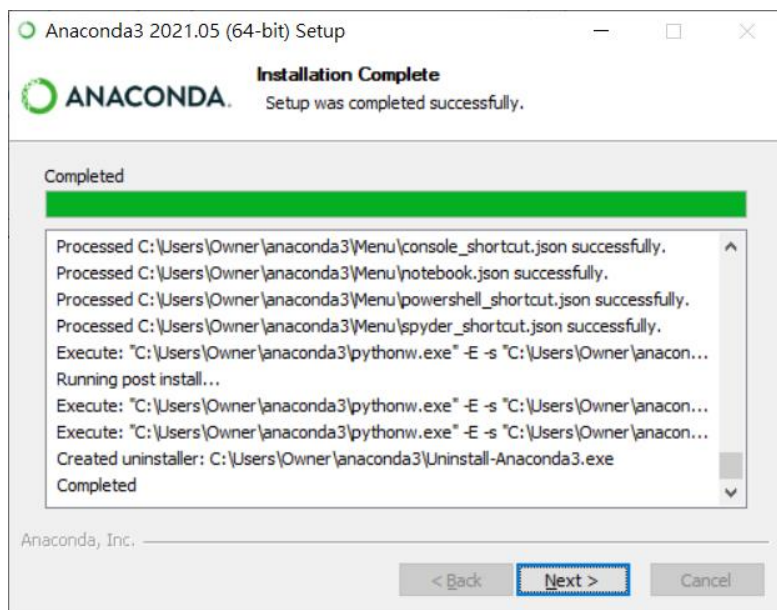 Anaconda3 2021.05 (64-bit) Setup
ANACONDA.
Installation Complete
Setup was completed successfully.
Completed
Processed C:\Users\Owner\anaconda3\Menu\console_shortcut.json successfully.
Processed C:\Users\Owner\anaconda3\Menu\notebook.json successfully.
Processed C:\Users\Owner\anaconda3\Menu\powershell_shortcut.json successfully.
Processed C:\Users\Owner\anaconda3\Menu\spyder_shortcut.json successfully.
Execute: "C:\Users\Owner\anaconda3\pythonw.exe" -E -s "C:\Users\Owner\anacon...
Running post install...
Execute: "C:\Users\Owner\anaconda3\pythonw.exe" -E -s "C:\Users\Owner\anacon...
Execute: "C:\Users\Owner\anaconda3\pythonw.exe" -E -s "C:\Users\Owner\anacon...
Created uninstaller: C:\Users\Owner\anaconda3\Uninstall-Anaconda3.exe
Completed
Anaconda, Inc.
< Back Next > Cancel